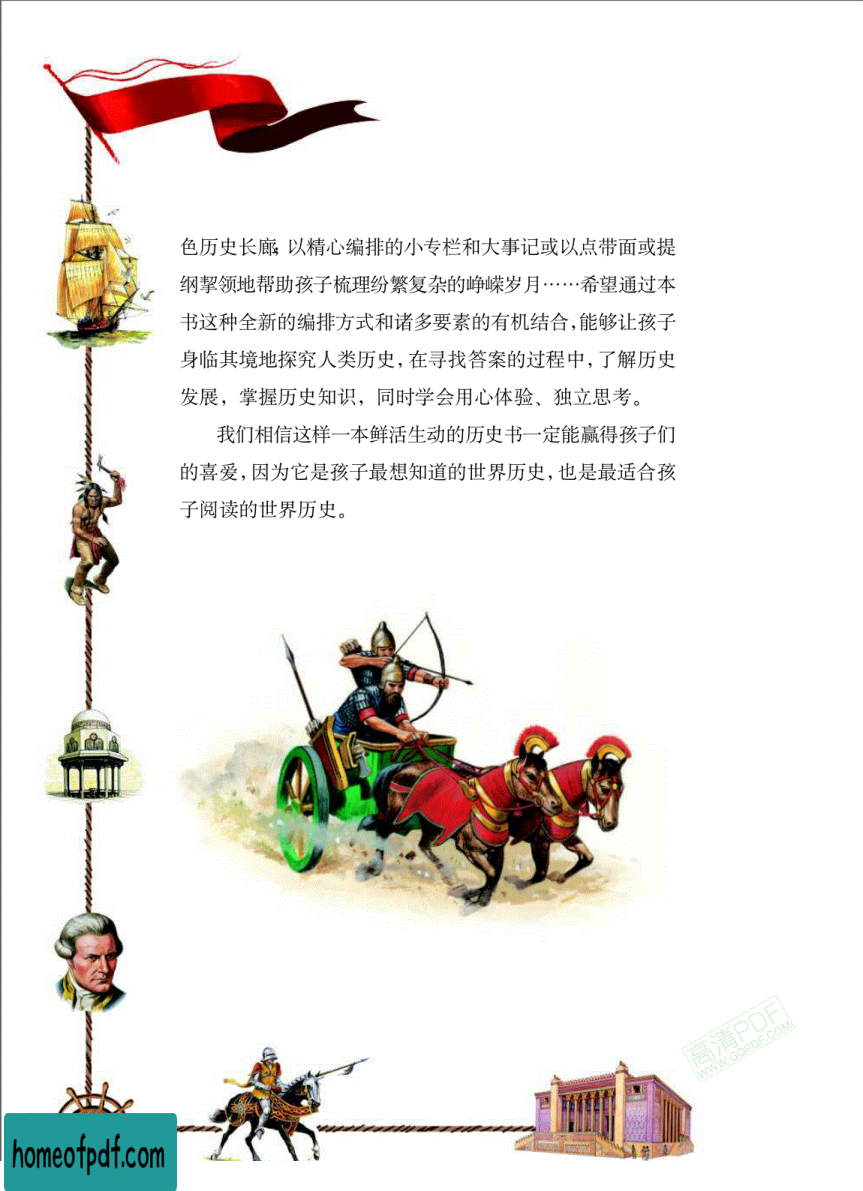 色历史长廊；以精心编排的小专栏和大事记或以点带面或提
纲挈领地帮助孩子梳理纷繁复杂的峥嵘岁月……希望通过本
书这种全新的编排方式和诸多要素的有机结合，能够让孩子
身临其境地探究人类历史，在寻找答案的过程中，了解历史
发展，掌握历史知识，同时学会用心体验、独立思考。
我们相信这样一本鲜活生动的历史书一定能赢得孩子们
的喜爱，因为它是孩子最想知道的世界历史，也是最适合孩
子阅读的世界历史。
高清PDF
WWW.GQPDF.COM
homeofpdf.com